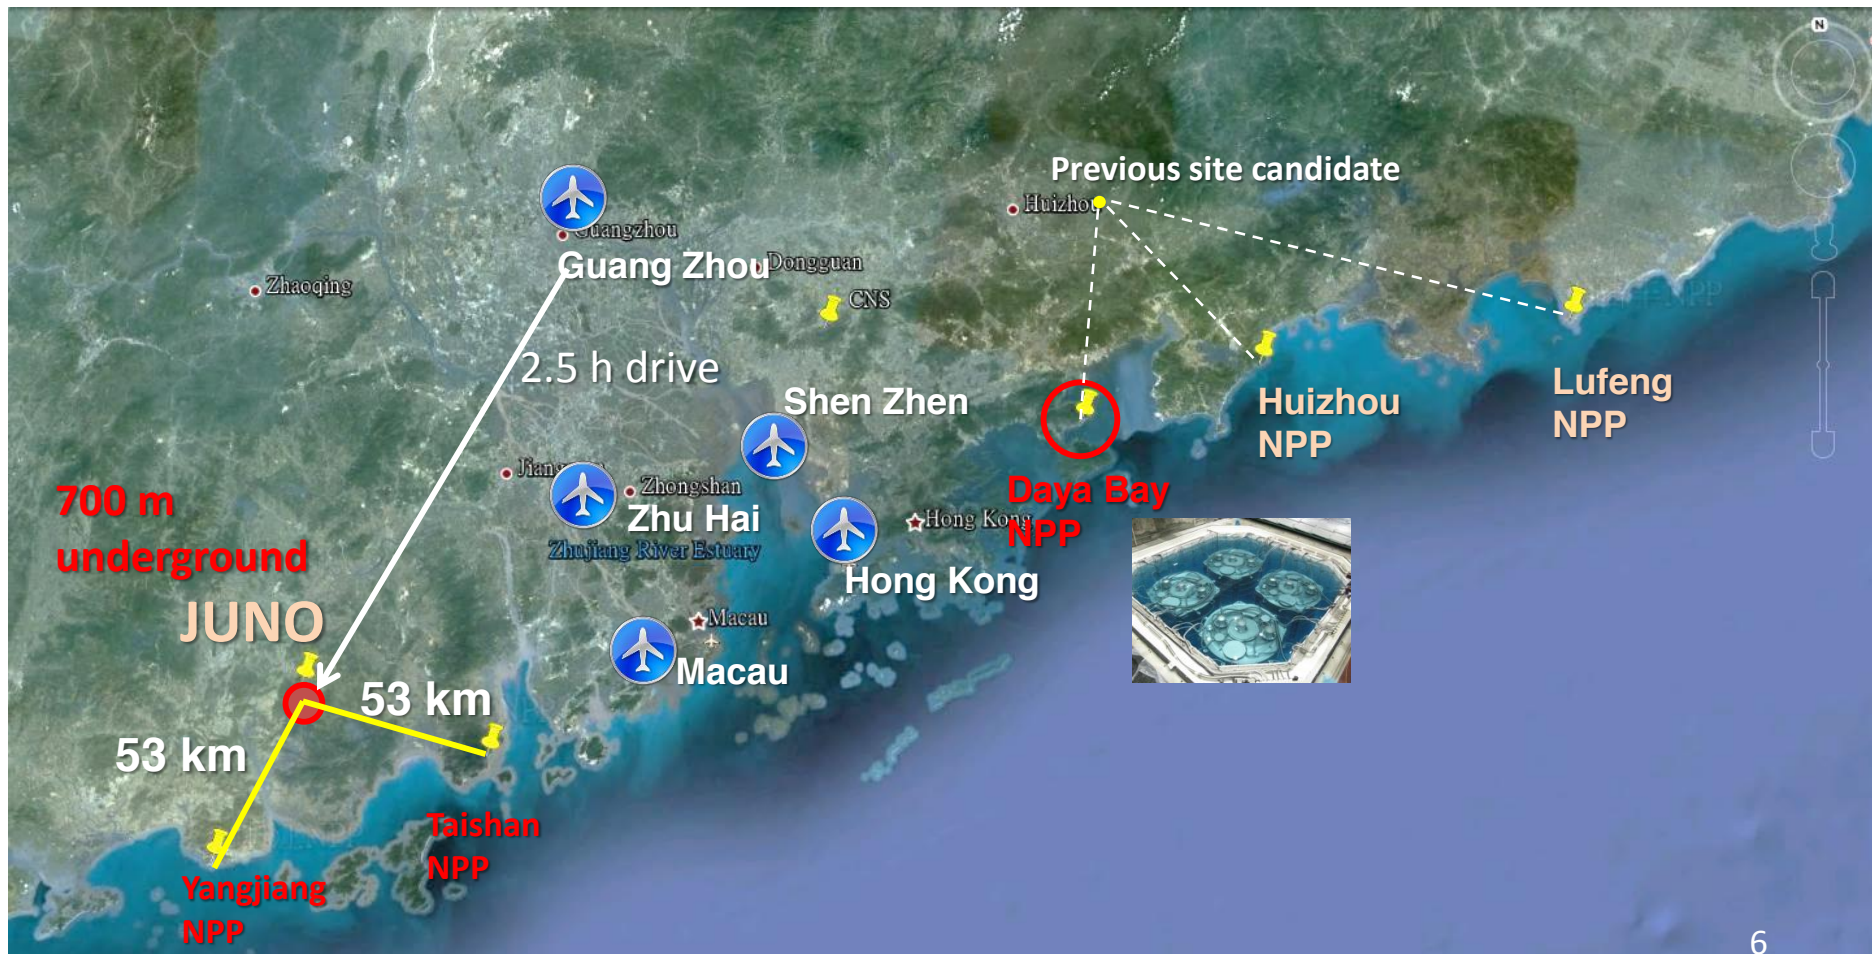 N
Previous site candidate
Huizhou
Guangzhou
Guang Zhou
Dongguan
Zhaoqing
CNS
2.5 h drive
Shen Zhen
Huizhou
NPP
Lufeng
NPP
Zhongshan
Zhu Hai
Zhujiang River Estuary
700 m
underground
JUNO
Daya Bay
NPP
Hong Kong
Hong Kong
Macau
Macau
53 km
53 km
Taishan
NPP
Yangjiang
NPP
6